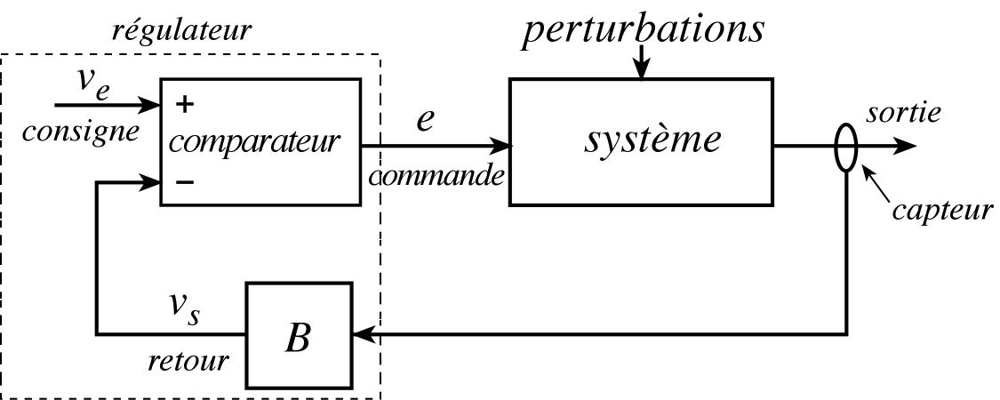 régulateur
perturbations
v_e
consigne
+
comparateur
−
e
commande
système
sortie
capteur
v_s
retour
B